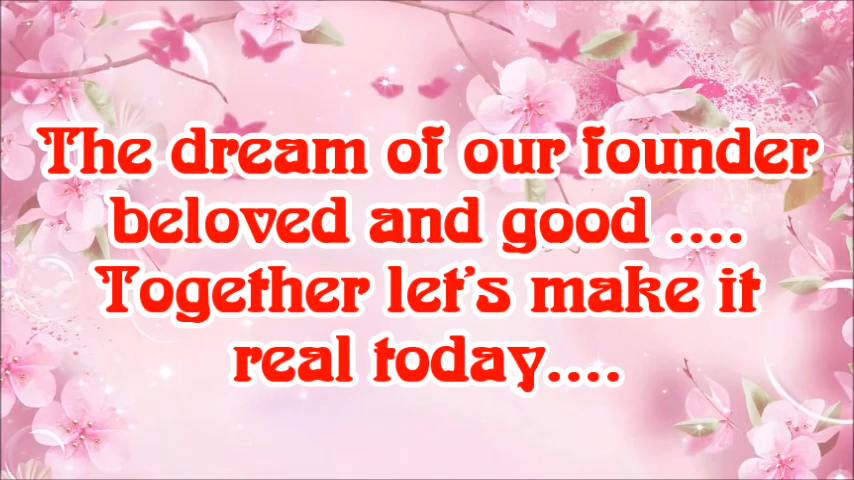 The dream of our founder
beloved and good ....
Together let's make it
real today....